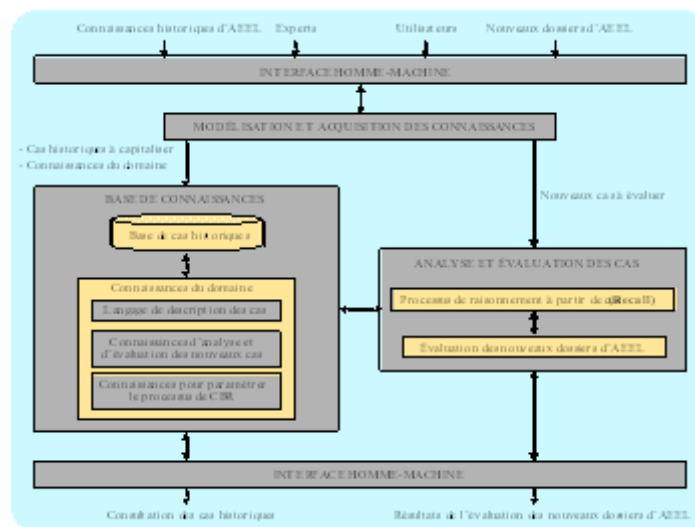 Connaissances historiques d'AEEL
Experts
Utilisateurs
Nouveaux dossiers d'AEEL
INTERFACE HOMME-MACHINE
MODÉLISATION ET ACQUISITION DES CONNAISSANCES
- Cas historiques à capitaliser
- Connaissances du domaine
Nouveaux cas à évaluer
BASE DE CONNAISSANCES
Base de cas historiques
Connaissances du domaine
Langage de description des cas
Connaissances d'analyse et
d'évaluation des nouveaux cas
Connaissances pour paramétrer
le processus de CBR
ANALYSE ET ÉVALUATION DES CAS
Processus de raisonnement à partir de (Recall)
Évaluation des nouveaux dossiers d'AEEL
INTERFACE HOMME-MACHINE
Consultation des cas historiques
Résultats de l'évaluation des nouveaux dossiers d'AEEL